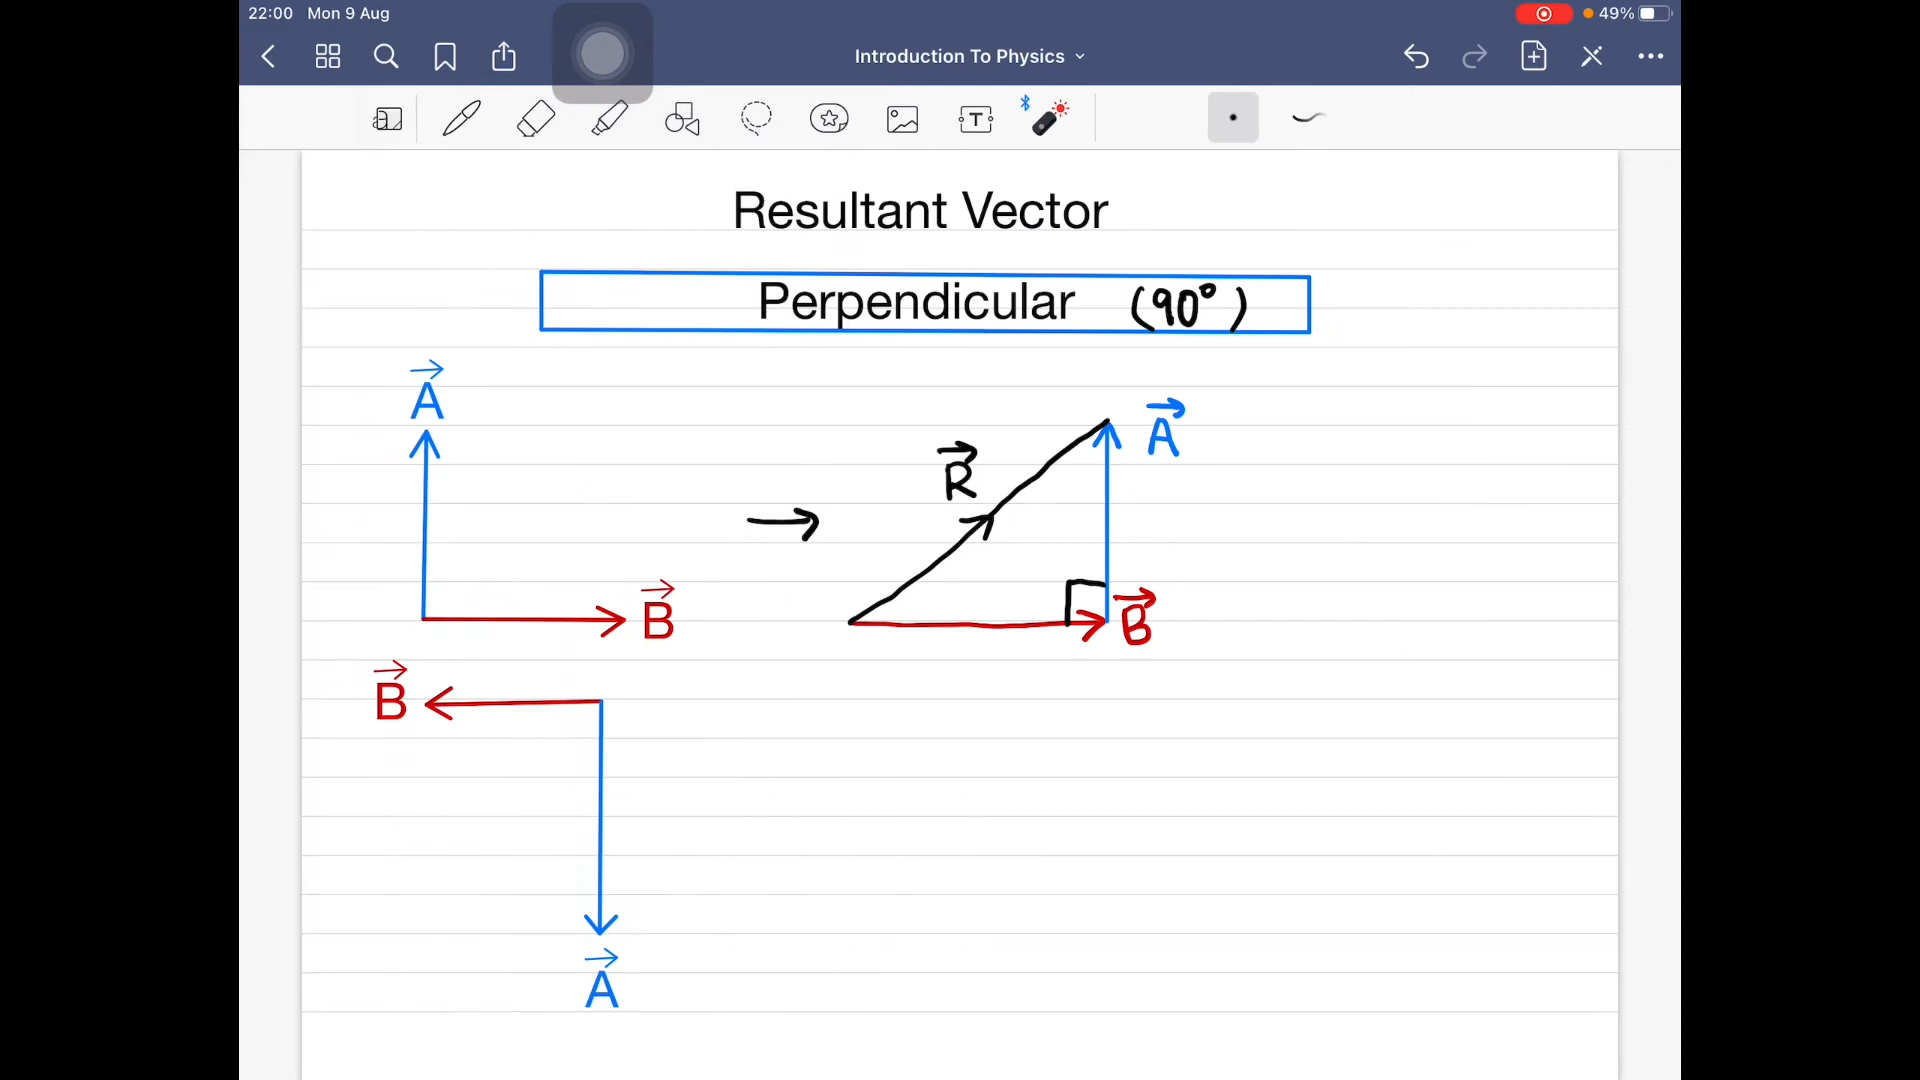 22:00 Mon 9 Aug
49%
Introduction To Physics
T
Resultant Vector
Perpendicular (90°)
A
B
R
A
B
B
A